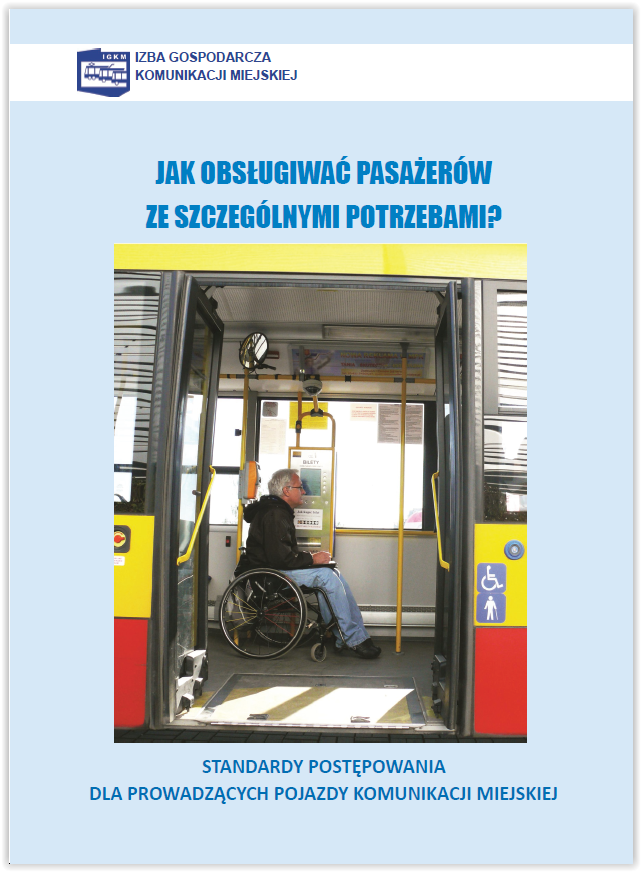 IGKM
IZBA GOSPODARCZA
KOMUNIKACJI MIEJSKIEJ
JAK OBSŁUGIWAĆ PASAŻERÓW
ZE SZCZEGÓLNYMI POTRZEBAMI?
BILETY
STANDARDY POSTĘPOWANIA
DLA PROWADZĄCYCH POJAZDY KOMUNIKACJI MIEJSKIEJ